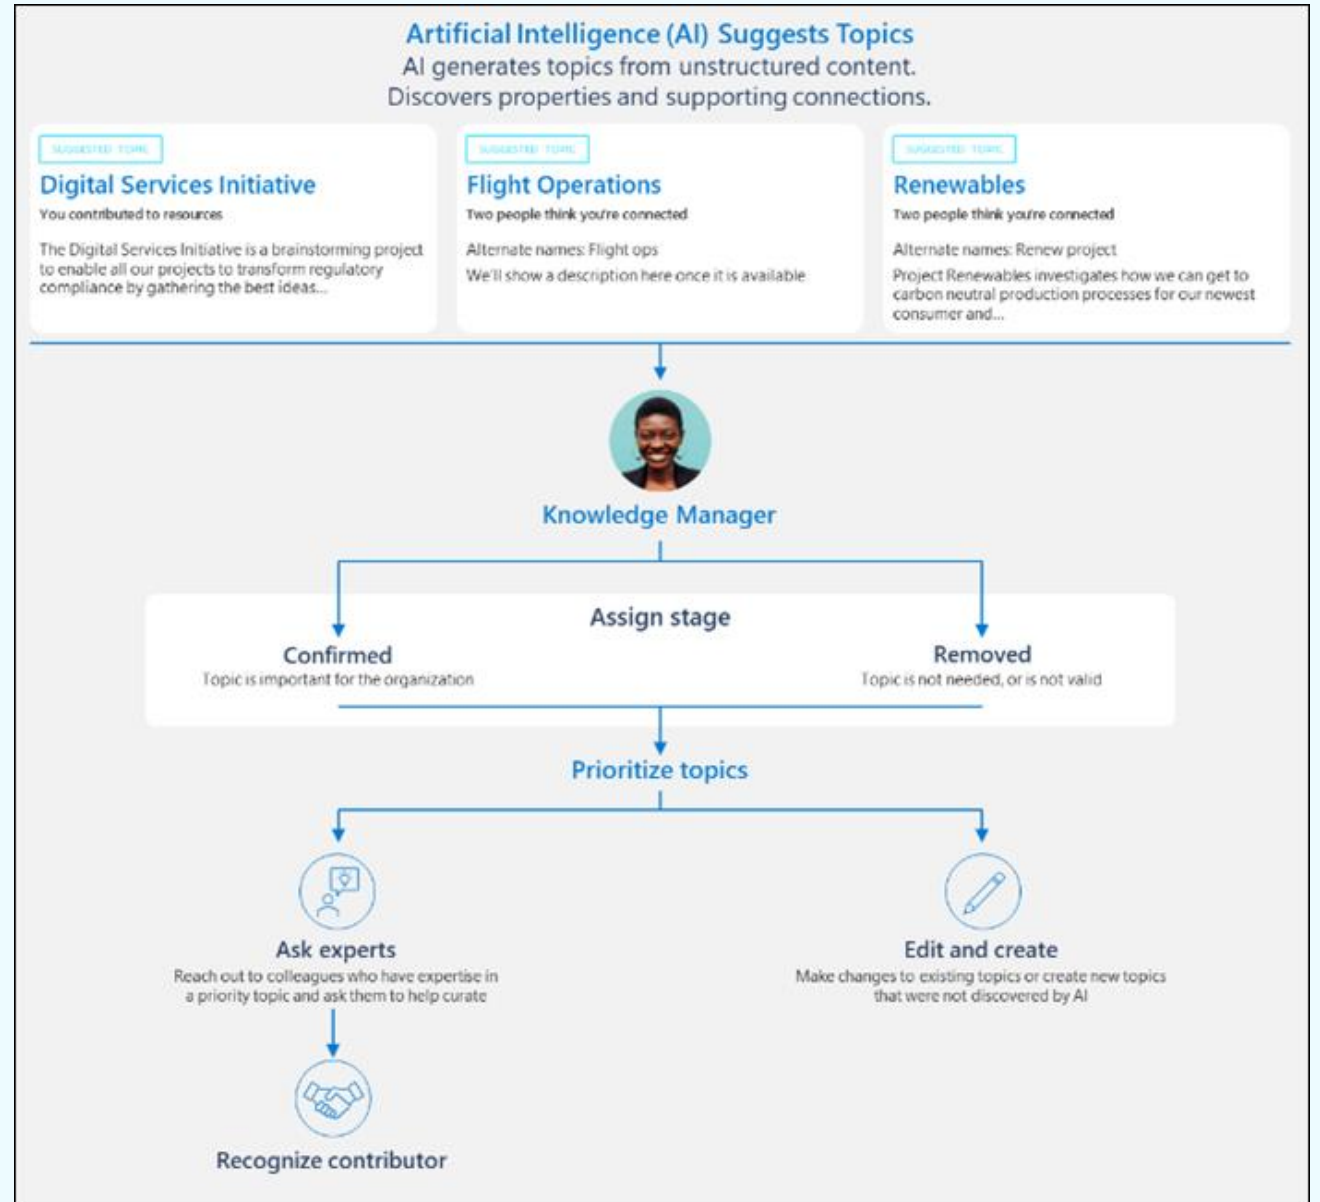 Artificial Intelligence (AI) Suggests Topics
AI generates topics from unstructured content.
Discovers properties and supporting connections.
SUGGESTED TOPIC
Digital Services Initiative
You contributed to resources
The Digital Services Initiative is a brainstorming project
to enable all our projects to transform regulatory
compliance by gathering the best ideas...
SUGGESTED TOPIC
Flight Operations
Two people think you're connected
Alternate names: Flight ops
We'll show a description here once it is available
SUGGESTED TOPIC
Renewables
Two people think you're connected
Alternate names: Renew project
Project Renewables investigates how we can get to
carbon neutral production processes for our newest
consumer and...
Knowledge Manager
Assign stage
Confirmed
Topic is important for the organization
Removed
Topic is not needed, or is not valid
Prioritize topics
Ask experts
Reach out to colleagues who have expertise in
a priority topic and ask them to help curate
Edit and create
Make changes to existing topics or create new topics
that were not discovered by AI
Recognize contributor